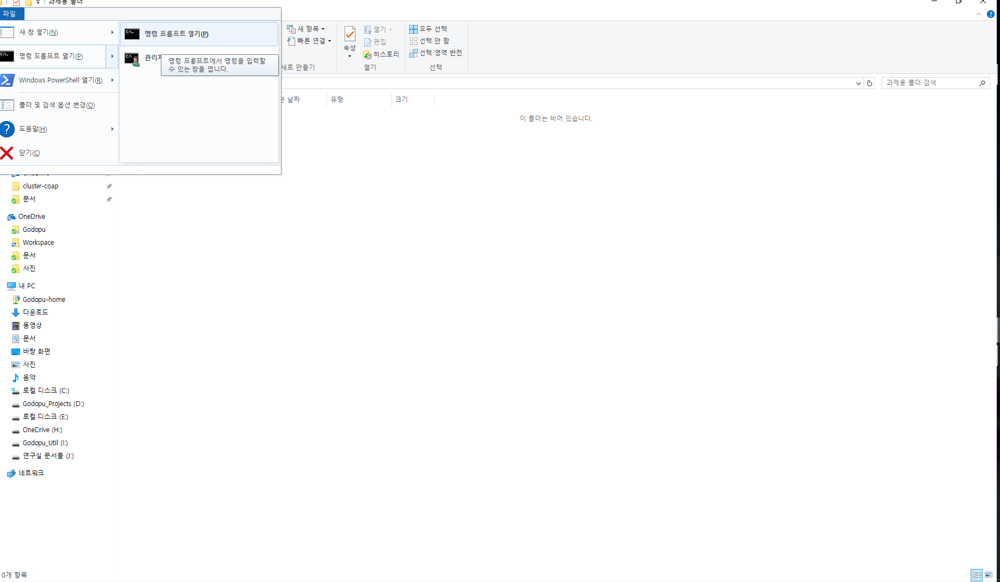 과제용 폴더
파일
새 창 열기(N)
명령 프롬프트 열기(P)
Windows PowerShell 열기(R)
폴더 및 검색 옵션 변경(O)
도움말(H)
닫기(C)
명령 프롬프트 열기(P)
관리자
명령 프롬프트에서 명령을 입력할
수 있는 창을 엽니다.
새 항목
빠른 연결
새로 만들기
속성
열기
편집
히스토리
열기
모두 선택
선택 안 함
선택 영역 반전
선택
과제용 폴더 검색
한 날짜
유형
크기
이 폴더는 비어 있습니다.
OneDrive
cluster-coap
문서
OneDrive
Godopu
Workspace
문서
사진
내 PC
Godopu-home
다운로드
동영상
문서
바탕 화면
사진
음악
로컬 디스크 (C:)
Godopu_Projects (D:)
로컬 디스크 (E:)
OneDrive (H:)
Godopu_Util (I:)
연구실 문서들 (J:)
네트워크
0개 항목